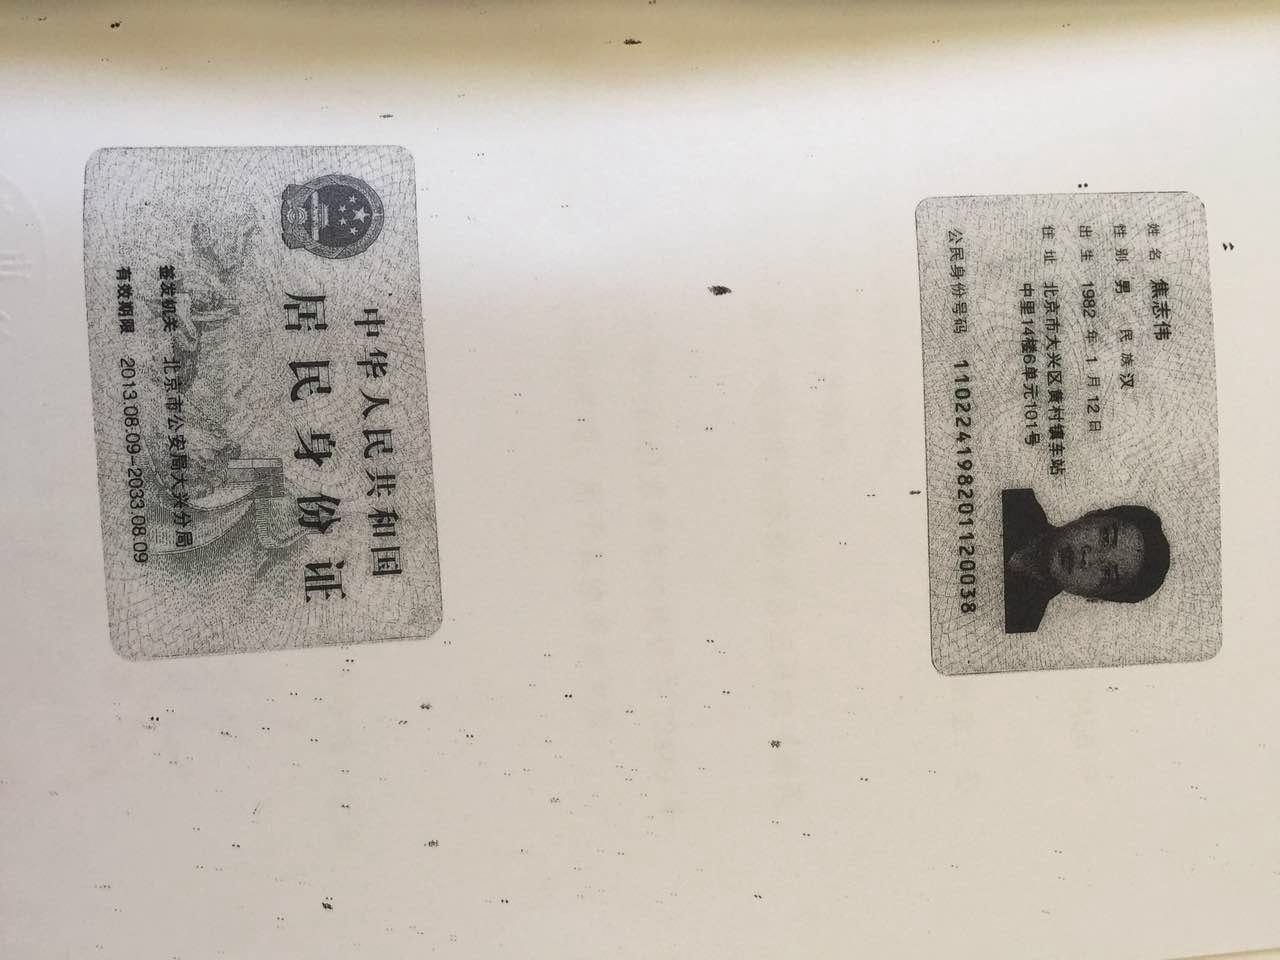 姓名 焦志伟
性别 男 民族 汉
出生 1982 年 1 月 12 日
住址 北京市大兴区黄村镇车站
中里14楼6单元101号
公民身份号码 110224198201120038
中华人民共和国
居民身份证
签发机关 北京市公安局大兴分局
有效期限 2013.08.09-2033.08.09